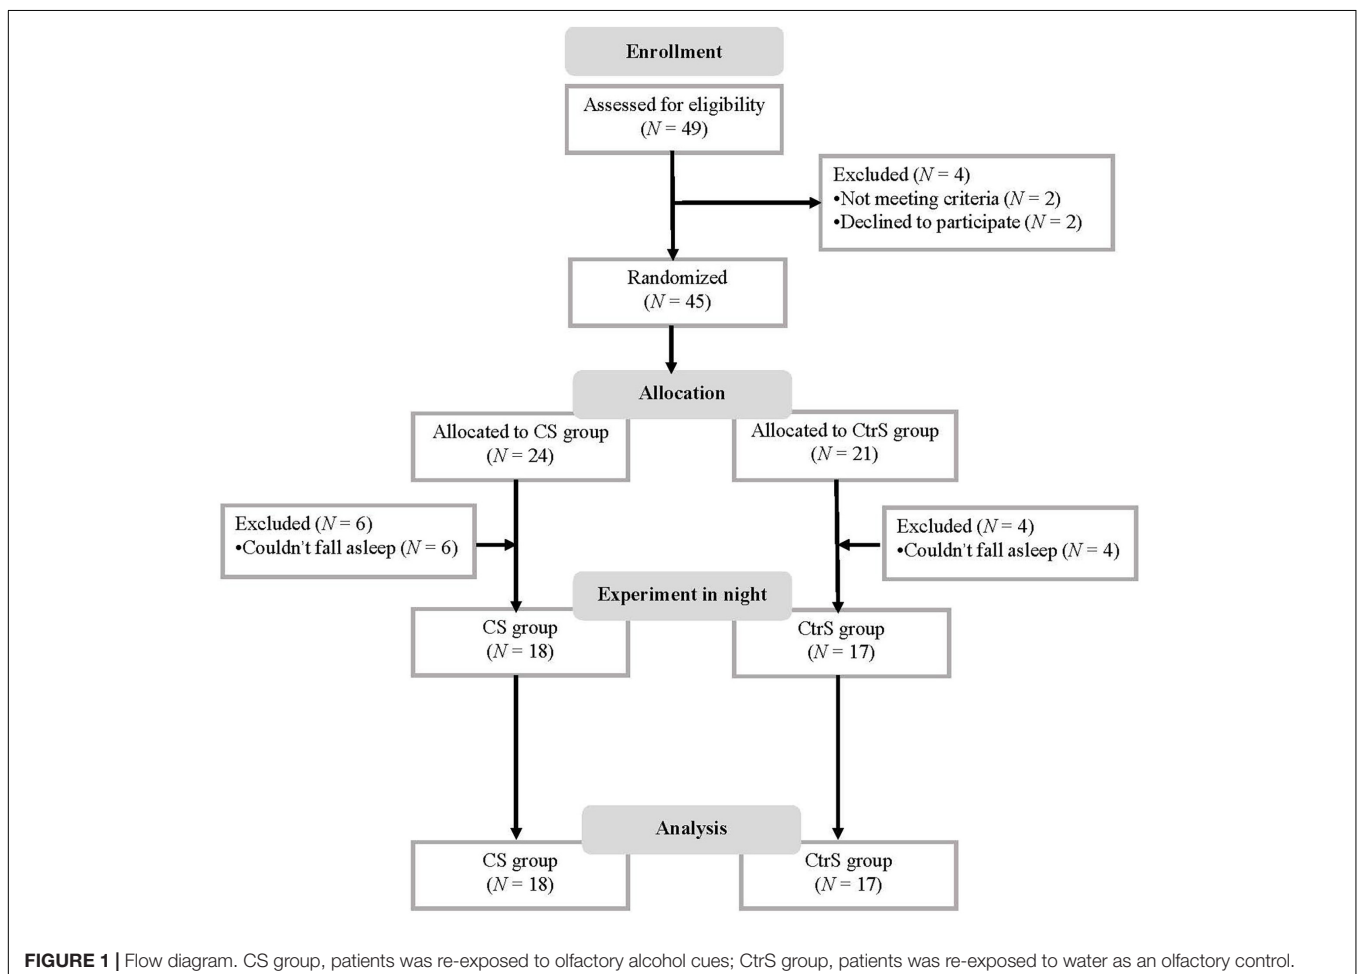 Enrollment
Assessed for eligibility
(N = 49)
Excluded (N = 4)
•Not meeting criteria (N = 2)
•Declined to participate (N = 2)
Randomized
(N = 45)
Allocation
Allocated to CS group
(N = 24)
Allocated to CtrS group
(N = 21)
Excluded (N = 6)
•Couldn't fall asleep (N = 6)
Excluded (N = 4)
•Couldn't fall asleep (N = 4)
Experiment in night
CS group
(N = 18)
CtrS group
(N = 17)
Analysis
CS group
(N = 18)
CtrS group
(N = 17)
FIGURE 1 | Flow diagram. CS group, patients was re-exposed to olfactory alcohol cues; CtrS group, patients was re-exposed to water as an olfactory control.